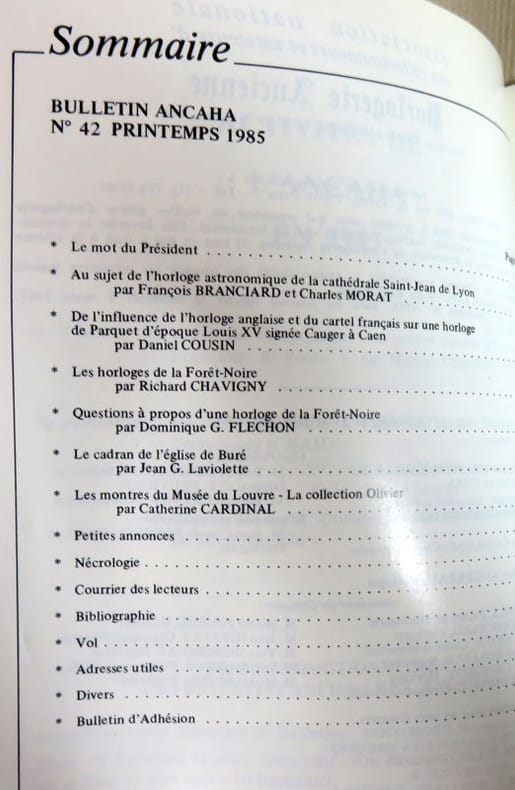 Sommaire
BULLETIN ANCAHA
N° 42 PRINTEMPS 1985
* Le mot du Président
* Au sujet de l'horloge astronomique de la cathédrale Saint-Jean de Lyon
par François BRANCIARD et Charles MORAT
* De l'influence de l'horloge anglaise et du cartel français sur une horloge
de Parquet d'époque Louis XV signée Cauger à Caen
par Daniel COUSIN
* Les horloges de la Forêt-Noire
par Richard CHAVIGNY
* Questions à propos d'une horloge de la Forêt-Noire
par Dominique G. FLECHON
* Le cadran de l'église de Buré
par Jean G. Laviolette
* Les montres du Musée du Louvre - La collection Olivier
par Catherine CARDINAL
* Petites annonces
* Nécrologie
* Courrier des lecteurs
* Bibliographie
* Vol
* Adresses utiles
* Divers
* Bulletin d'Adhésion